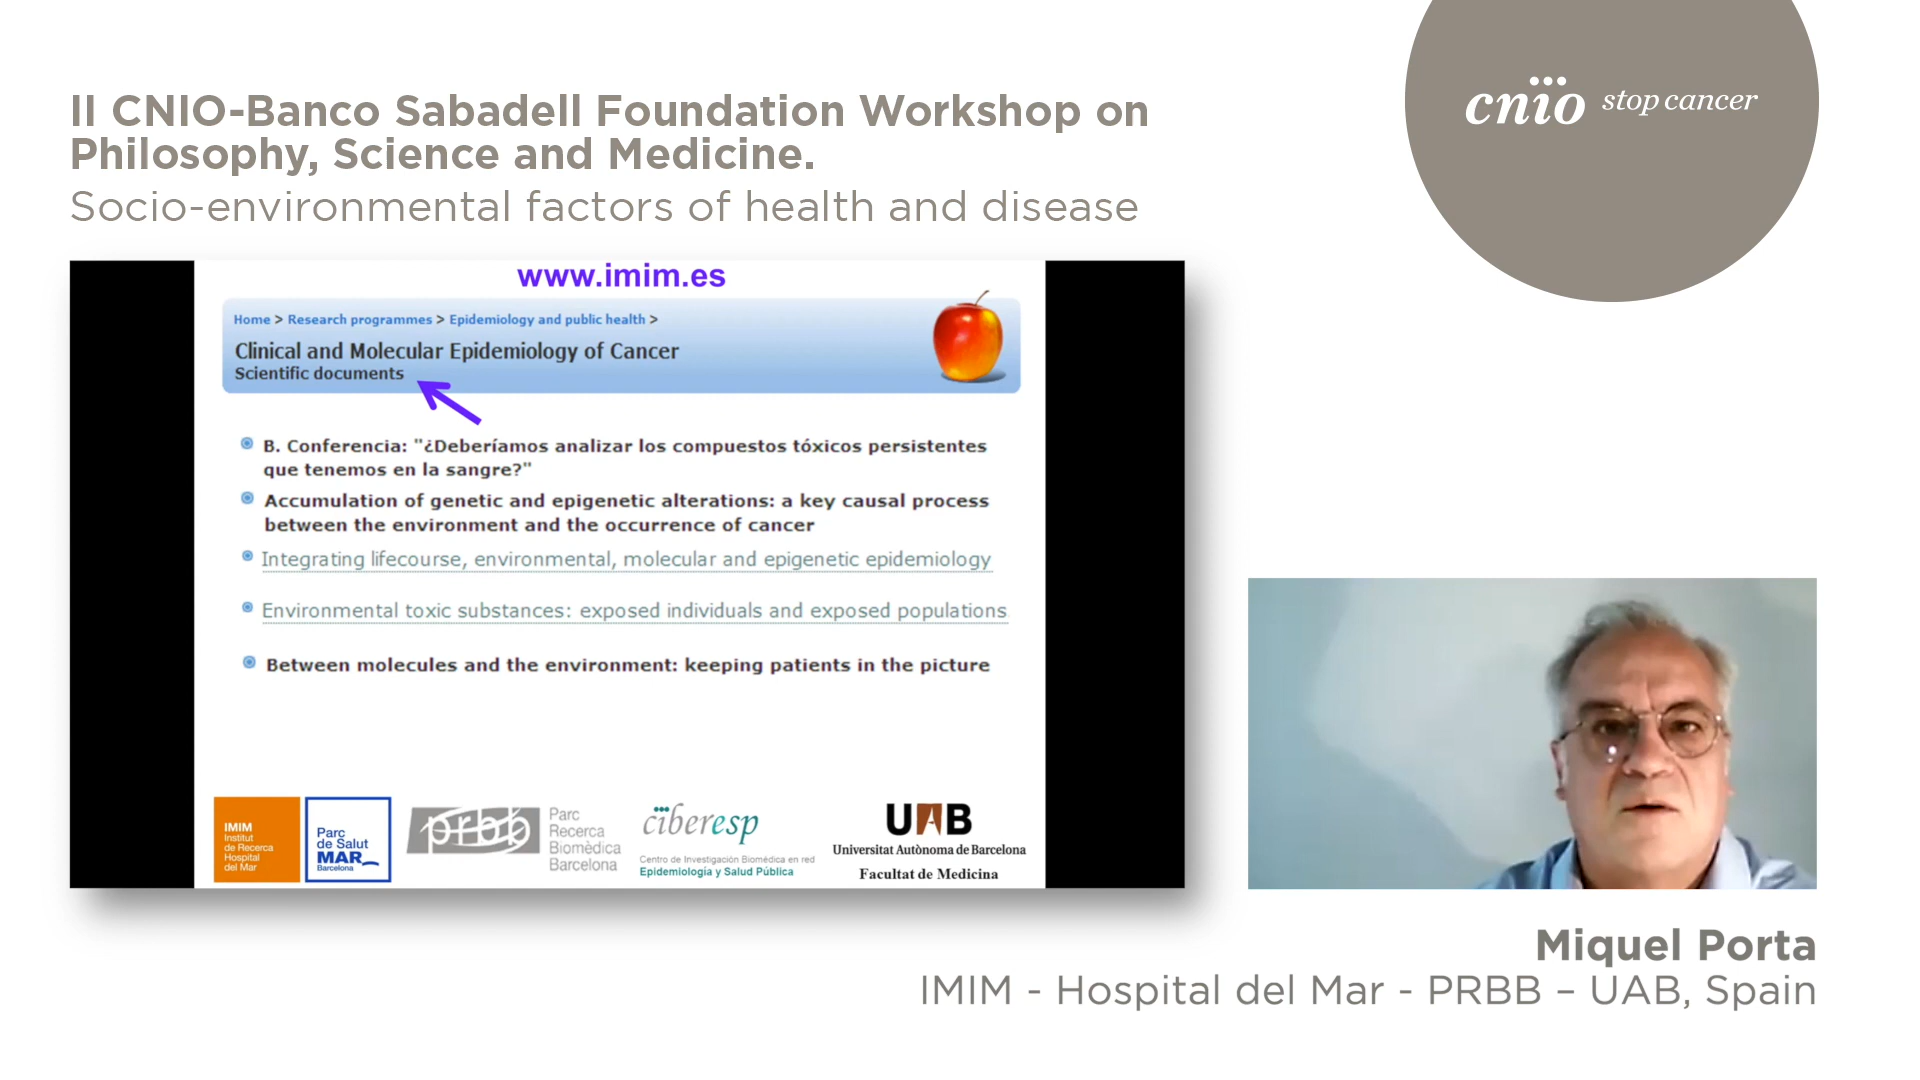 II CNIO-Banco Sabadell Foundation Workshop on
Philosophy, Science and Medicine.
Socio-environmental factors of health and disease
cnio stop cancer
www.imim.es
Home > Research programmes > Epidemiology and public health >
Clinical and Molecular Epidemiology of Cancer
Scientific documents
B. Conferencia: "¿Deberíamos analizar los compuestos tóxicos persistentes
que tenemos en la sangre?"
Accumulation of genetic and epigenetic alterations: a key causal process
between the environment and the occurrence of cancer
Integrating lifecourse, environmental, molecular and epigenetic epidemiology
Environmental toxic substances: exposed individuals and exposed populations.
Between molecules and the environment: keeping patients in the picture
IMIM
Institut
de Recerca
Hospital
del Mar
Parc
de Salut
MAR
Barcelona
prbb
Parc
Recerca
Biomèdica
Barcelona
ciberesp
Centro de Investigación Biomédica en red
Epidemiología y Salud Pública
UAB
Universitat Autònoma de Barcelona
Facultat de Medicina
Miquel Porta
IMIM - Hospital del Mar - PRBB – UAB, Spain